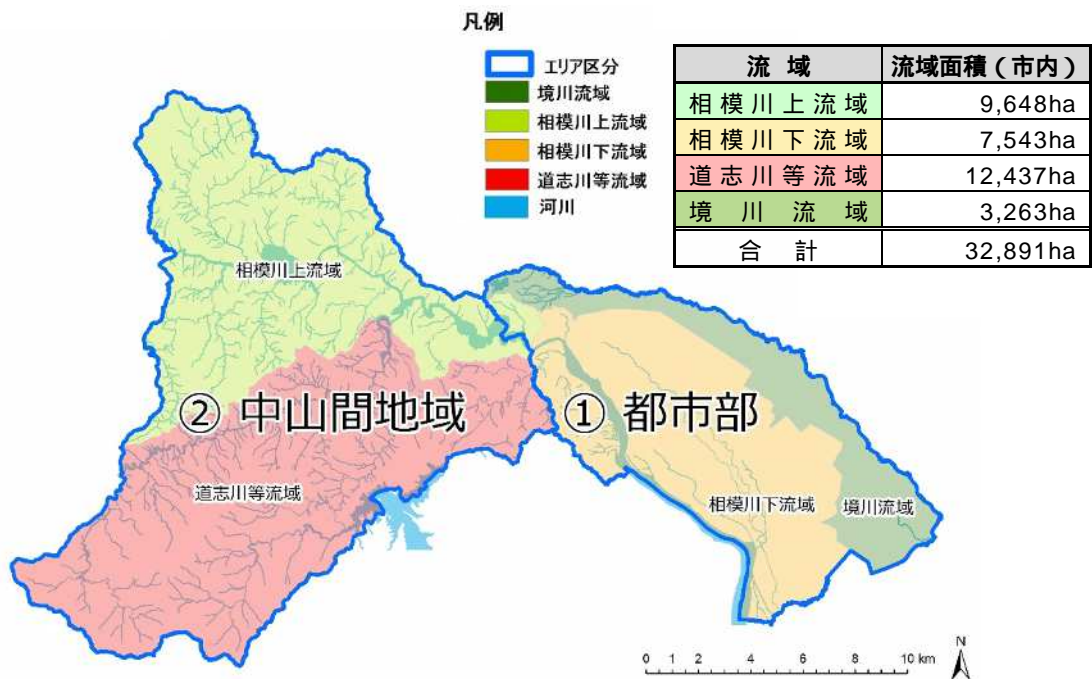 凡例
エリア区分
境川流域
相模川上流域
相模川下流域
道志川等流域
河川
流域 流域面積（市内）
相模川上流域 9,648ha
相模川下流域 7,543ha
道志川等流域 12,437ha
境川流域 3,263ha
合計 32,891ha
相模川上流域
② 中山間地域
① 都市部
道志川等流域
相模川下流域
境川流域
0 1 2 4 6 8 10 km
N